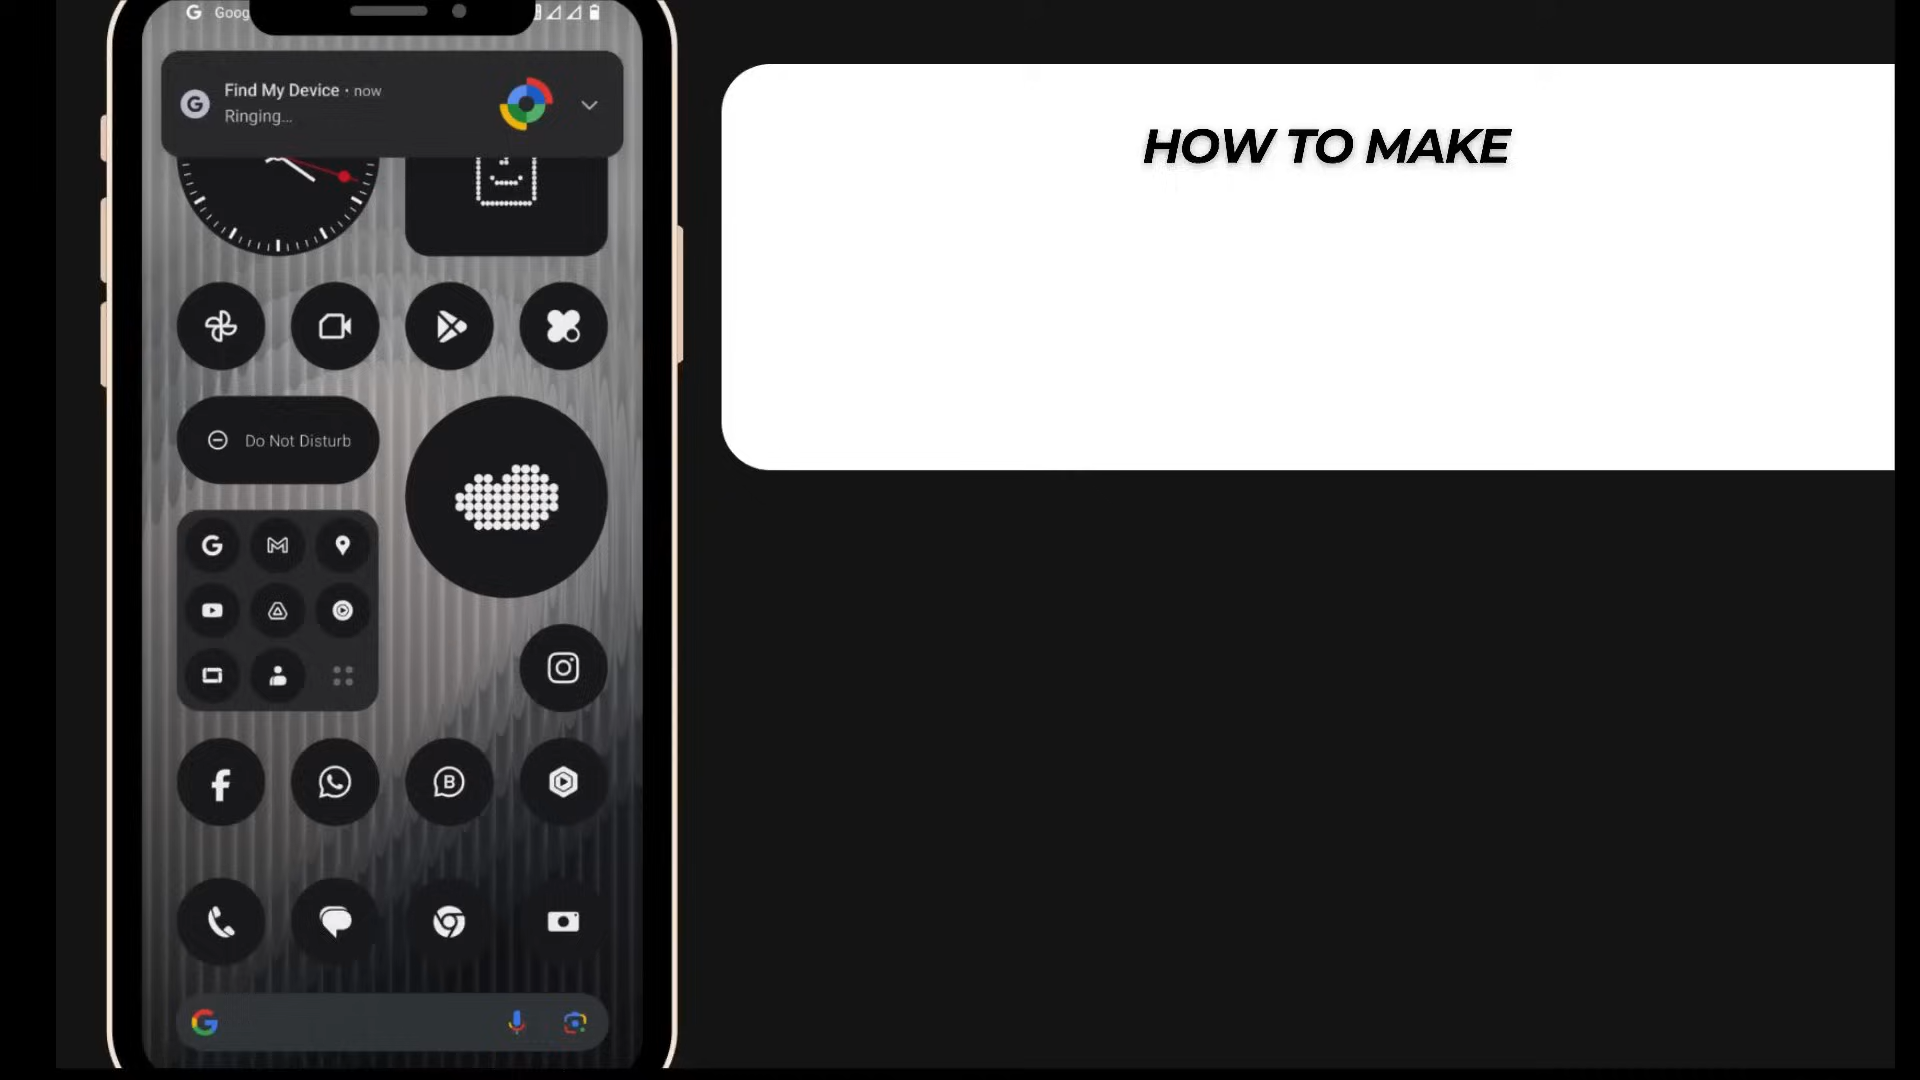 Goog
Find My Device • now
Ringing...
Do Not Disturb
HOW TO MAKE